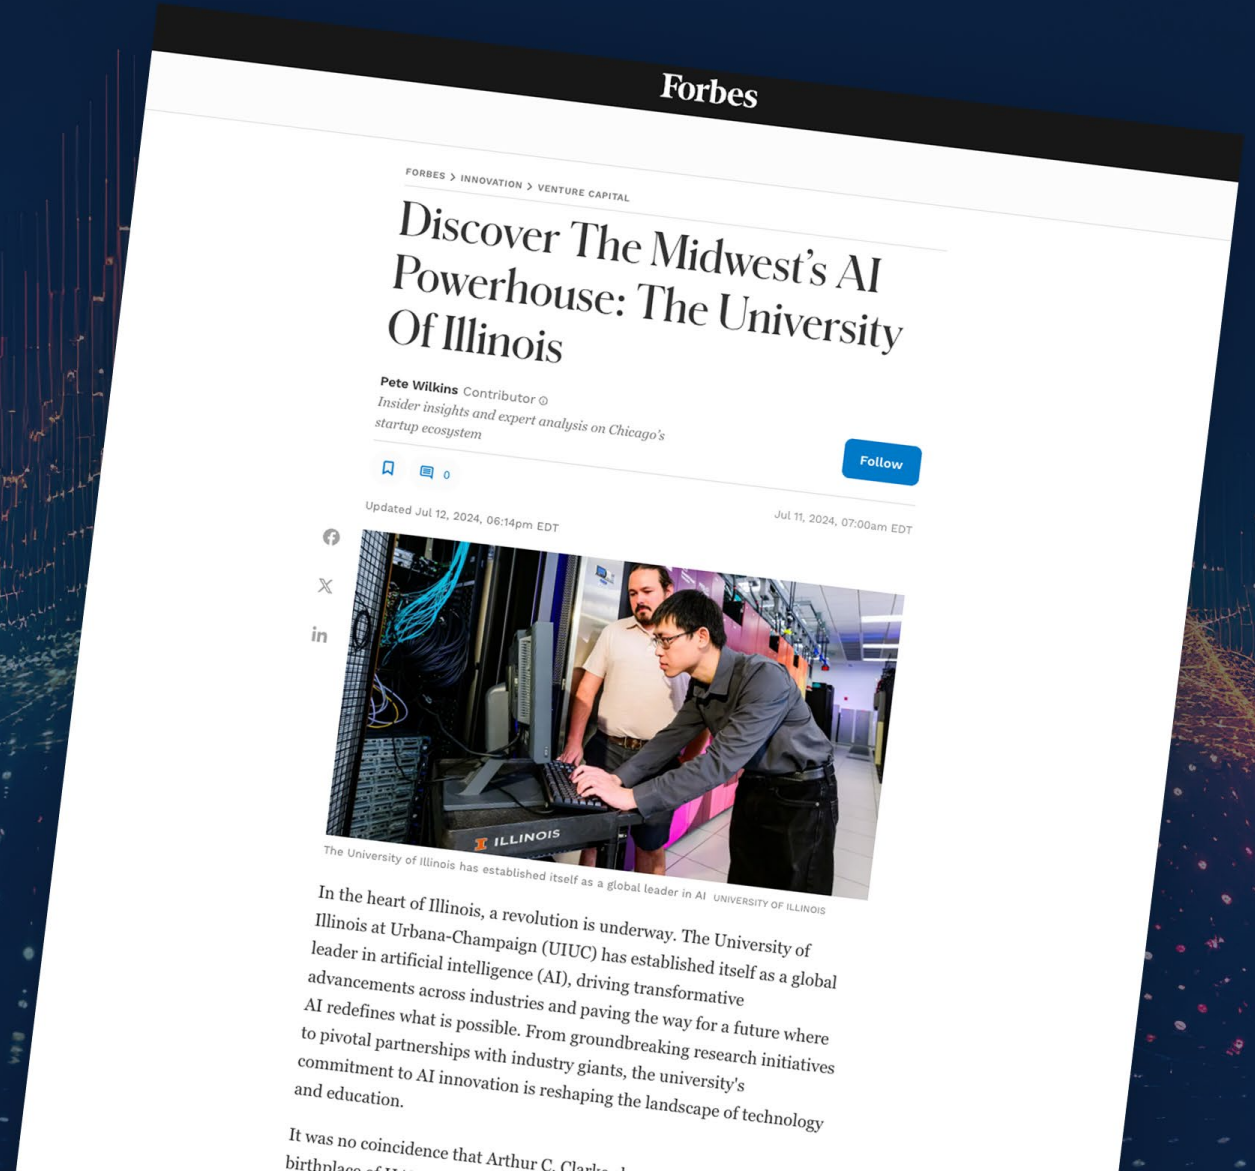 Forbes
FORBES > INNOVATION > VENTURE CAPITAL
Discover The Midwest's AI
Powerhouse: The University
Of Illinois
Pete Wilkins Contributor
Insider insights and expert analysis on Chicago's
startup ecosystem
Follow
0
Updated Jul 12, 2024, 06:14pm EDT
Jul 11, 2024, 07:00am EDT
I ILLINOIS
The University of Illinois has established itself as a global leader in AI UNIVERSITY OF ILLINOIS
In the heart of Illinois, a revolution is underway. The University of
Illinois at Urbana-Champaign (UIUC) has established itself as a global
leader in artificial intelligence (AI), driving transformative
advancements across industries and paving the way for a future where
AI redefines what is possible. From groundbreaking research initiatives
to pivotal partnerships with industry giants, the university's
commitment to AI innovation is reshaping the landscape of technology
and education.
It was no coincidence that Arthur C. Clarke
birthplace of